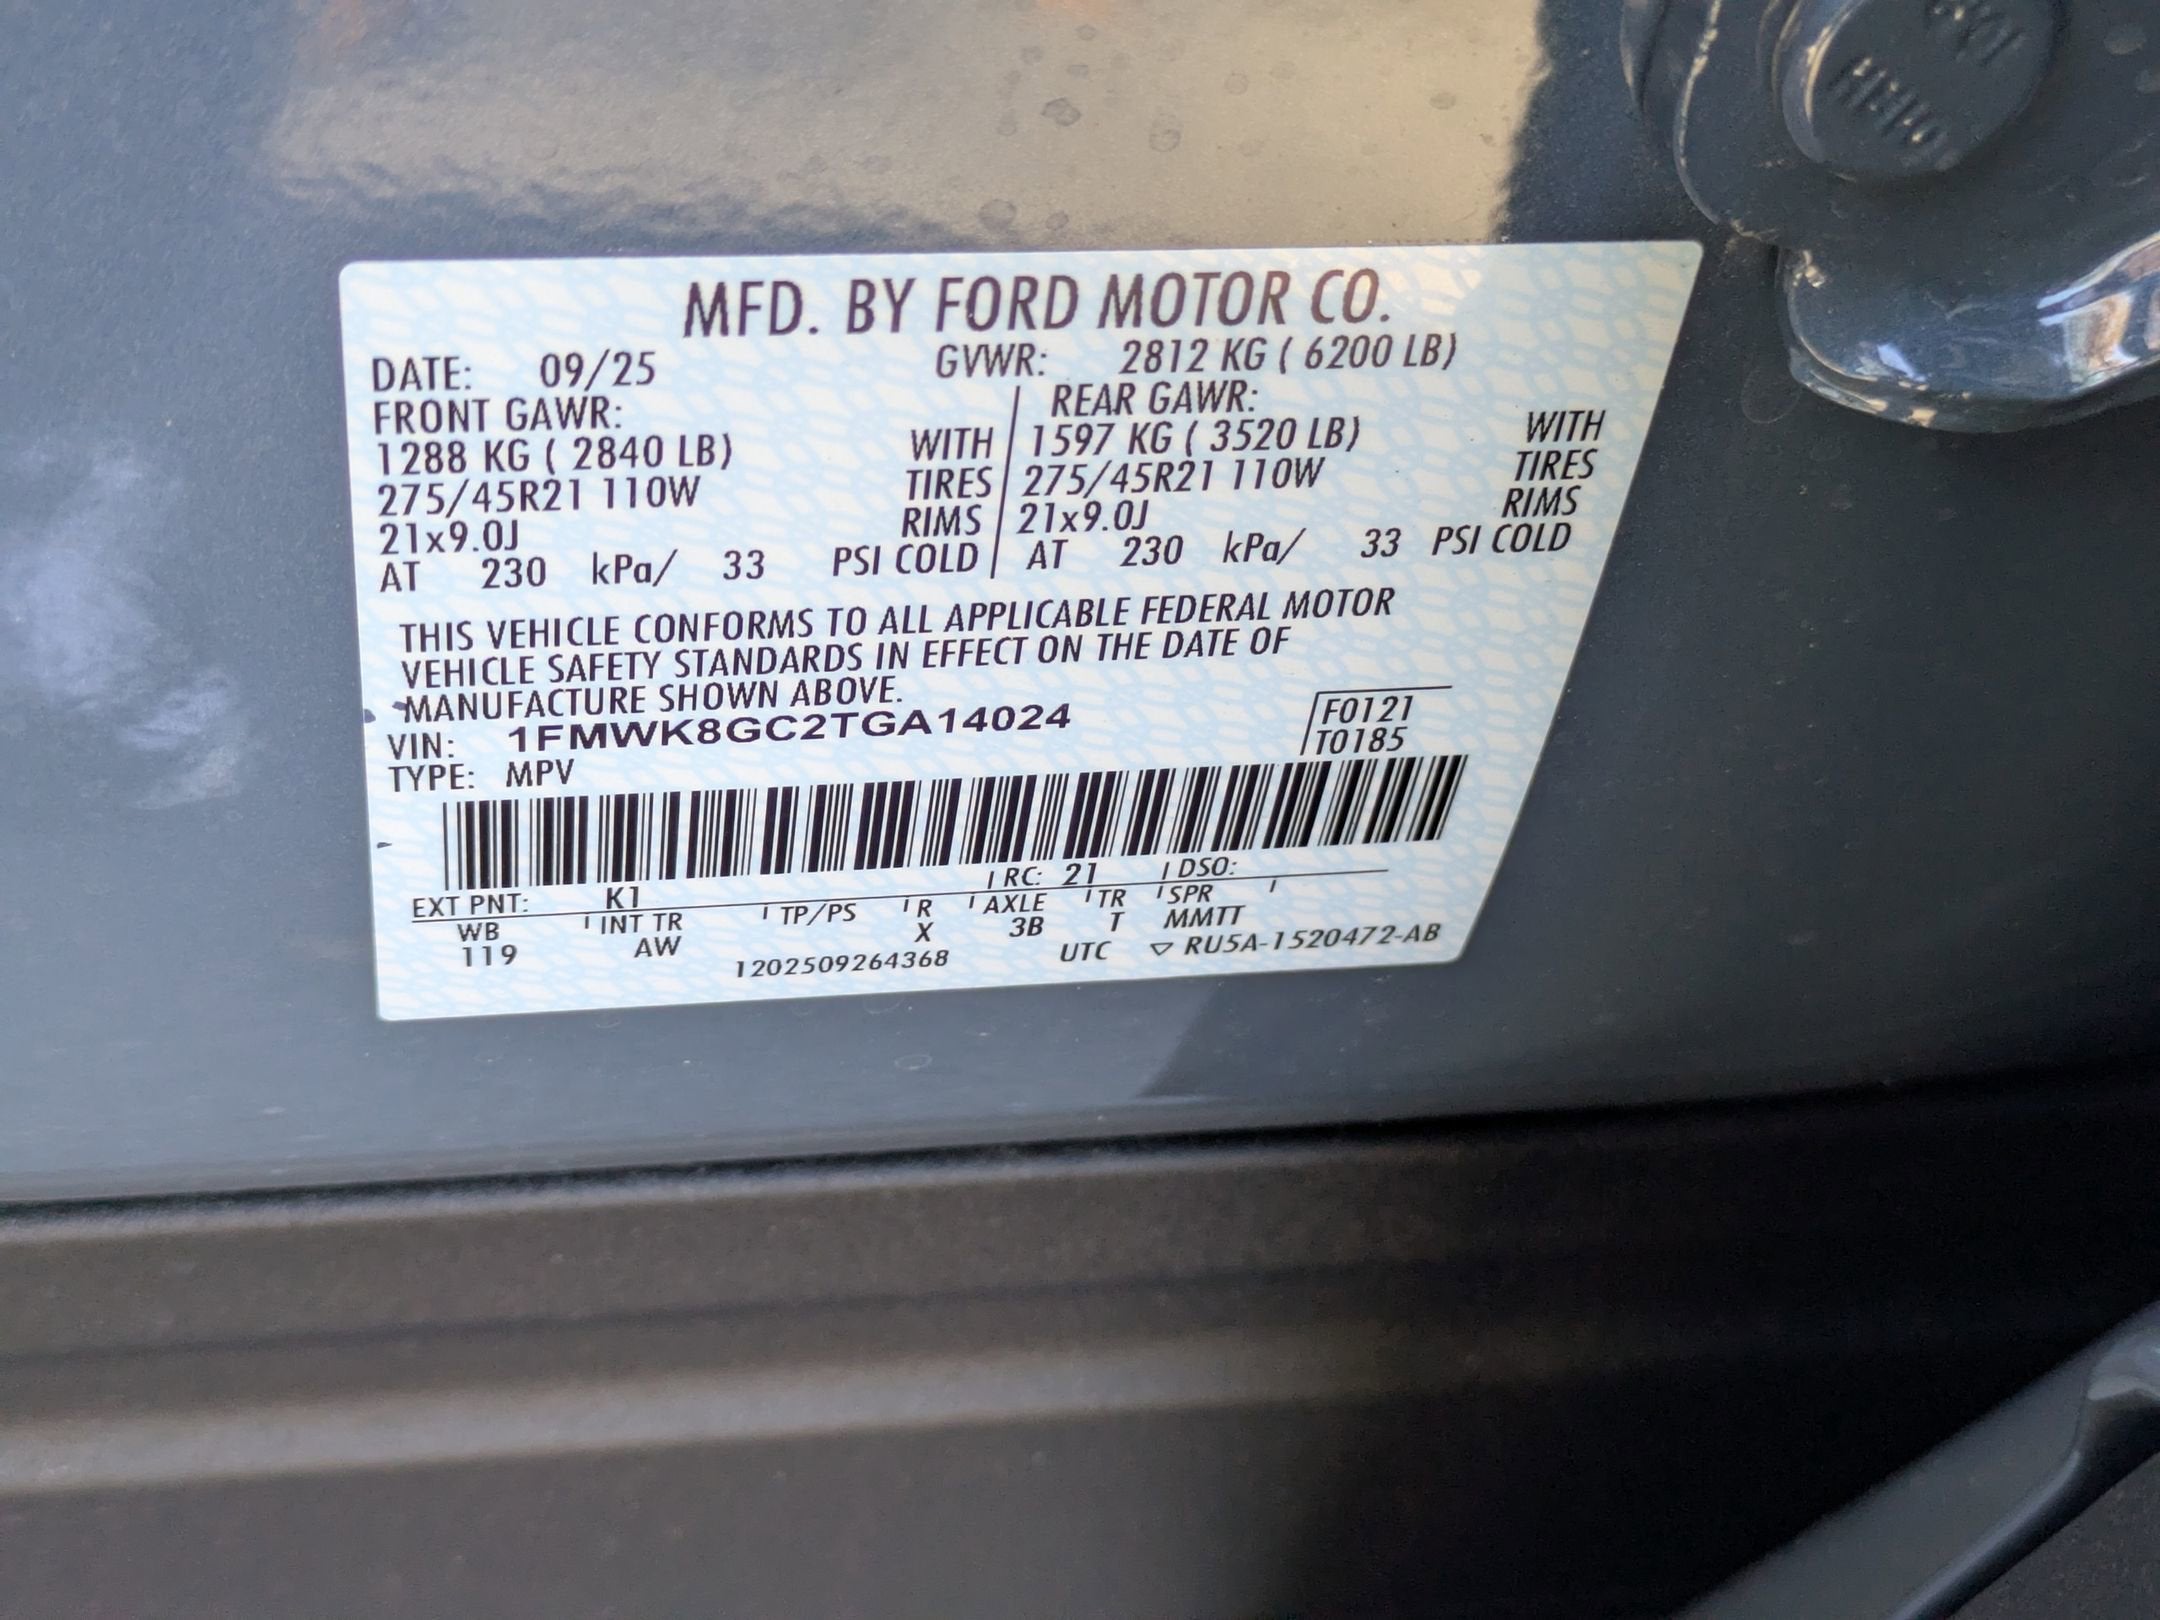 MFD. BY FORD MOTOR CO.
DATE: 09/25 GVWR: 2812 KG ( 6200 LB)
FRONT GAWR: REAR GAWR:
1288 KG ( 2840 LB) WITH 1597 KG ( 3520 LB) WITH
275/45R21 110W TIRES 275/45R21 110W TIRES
21x9.0J RIMS 21x9.0J RIMS
AT 230 kPa/ 33 PSI COLD AT 230 kPa/ 33 PSI COLD
THIS VEHICLE CONFORMS TO ALL APPLICABLE FEDERAL MOTOR
VEHICLE SAFETY STANDARDS IN EFFECT ON THE DATE OF
MANUFACTURE SHOWN ABOVE.
VIN: 1FMWK8GC2TGA14024 F0121
TYPE: MPV T0185
EXT PNT: K1 RC: 21 DSO:
WB INT TR TP/PS R AXLE TR SPR
119 AW X 3B T MMTT
1202509264368 UTC ▽ RU5A-1520472-AB